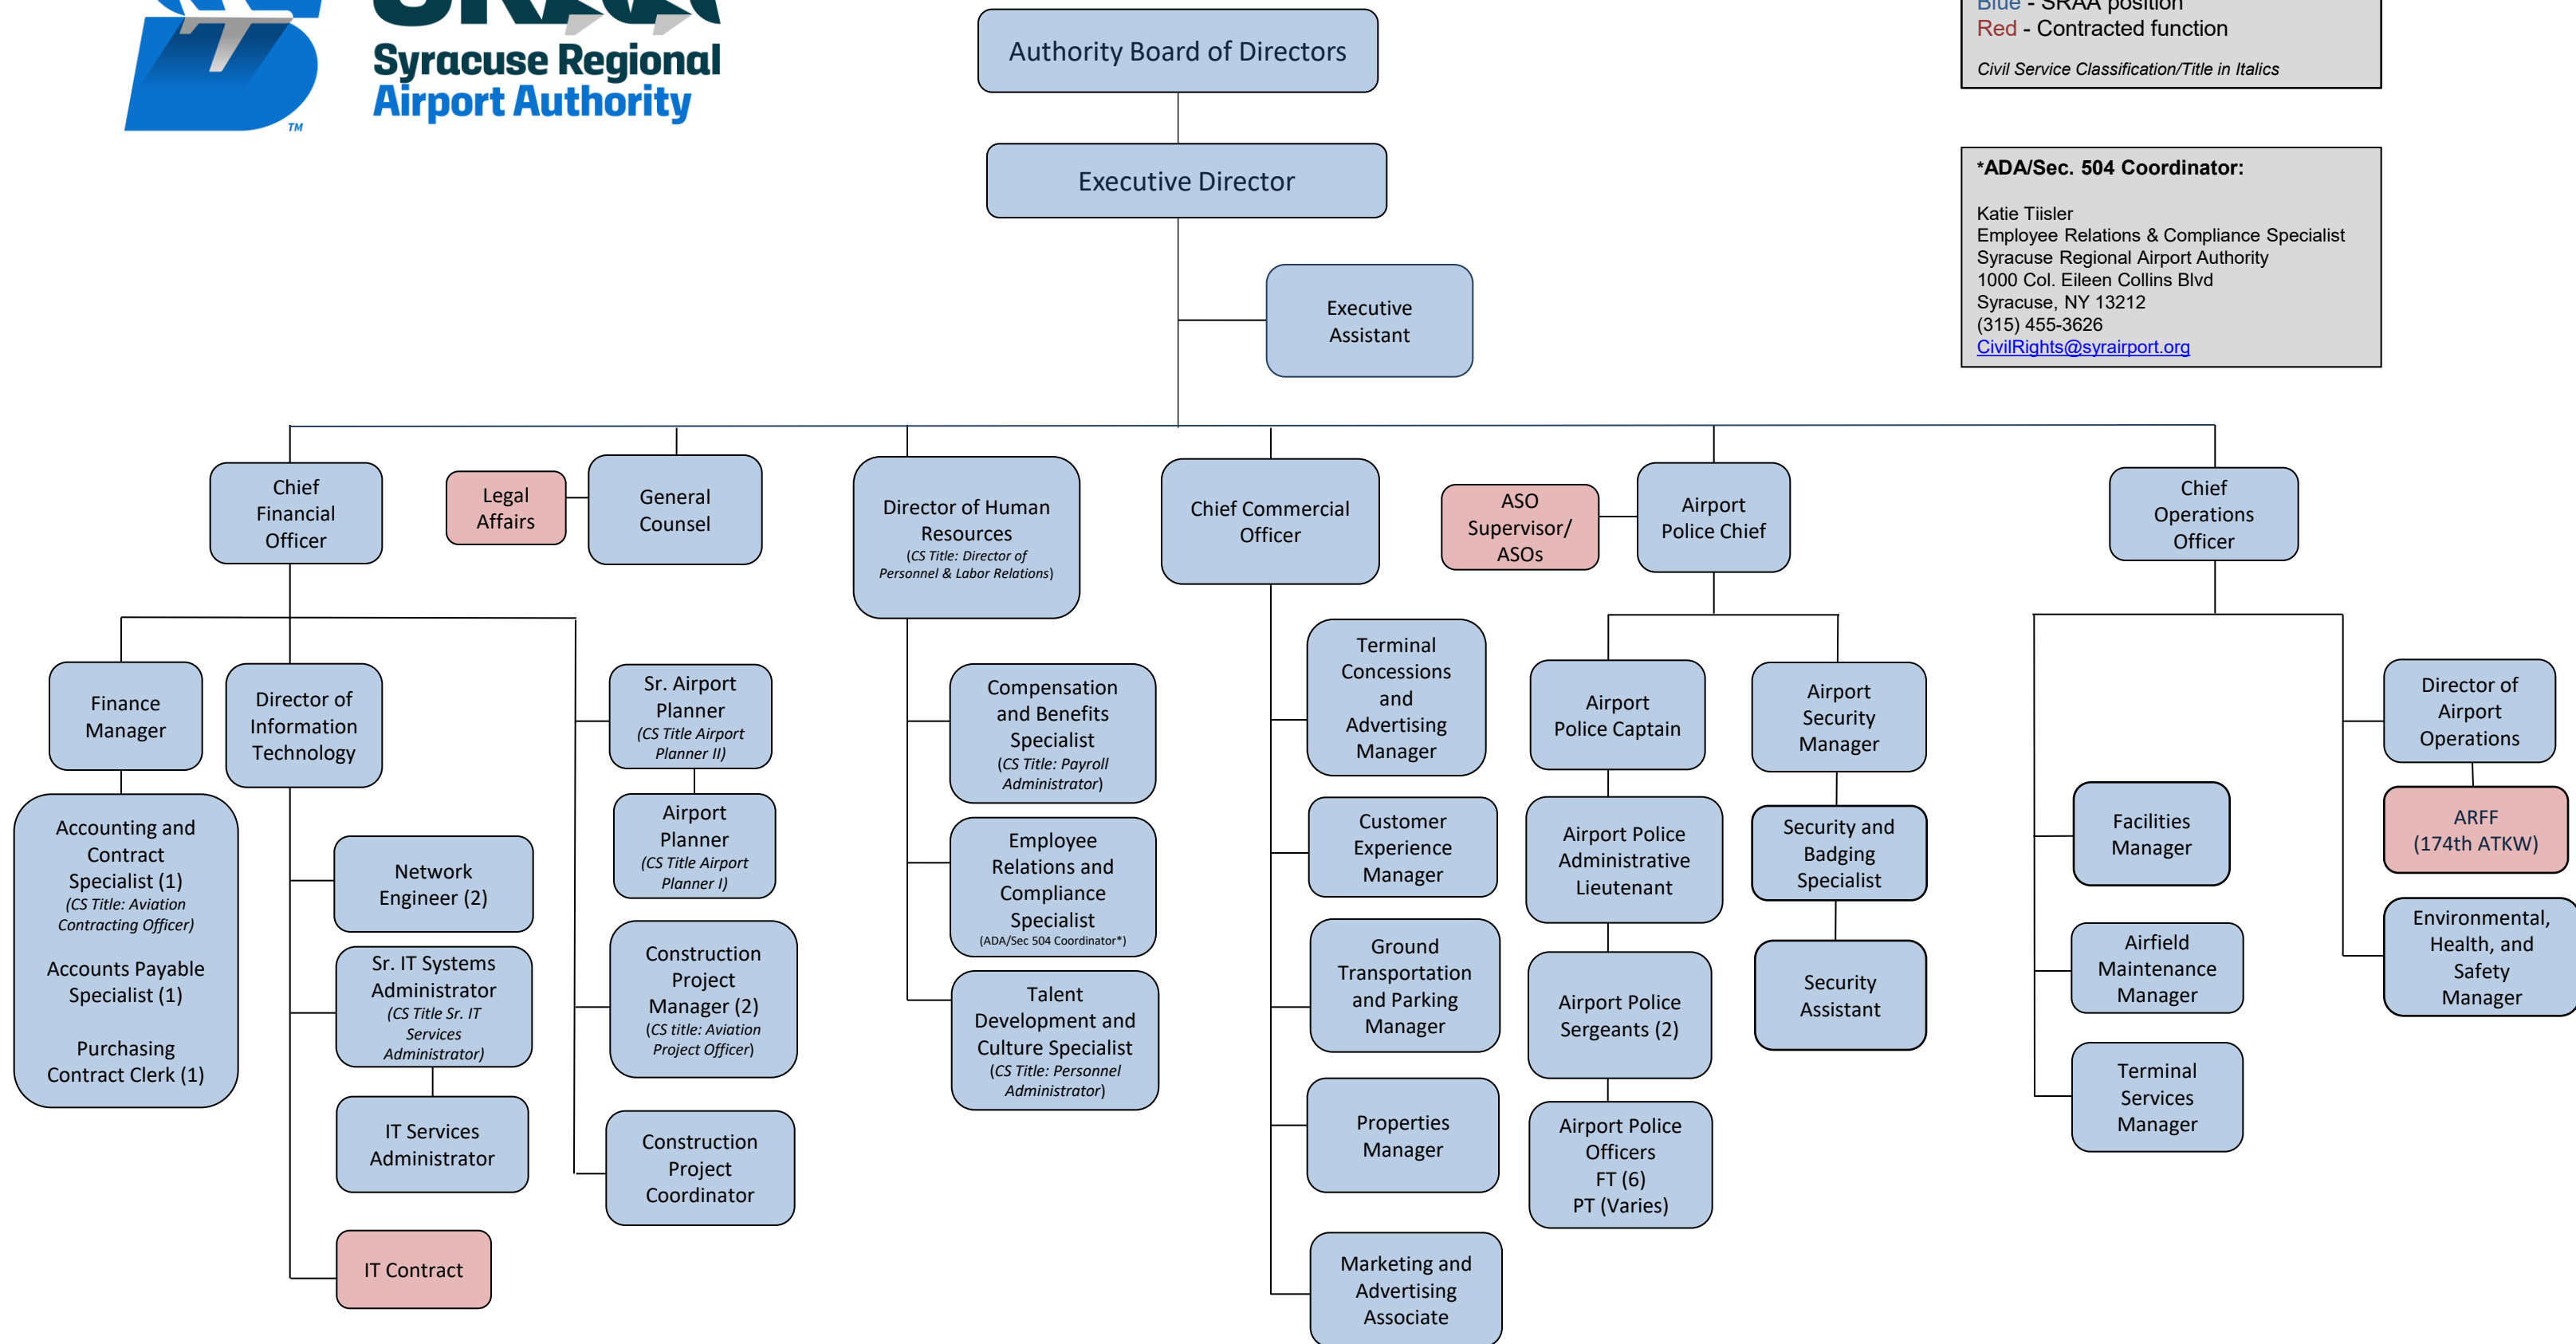 Syracuse Regional
Airport Authority
TM
Authority Board of Directors
Blue - SRAA position
Red - Contracted function
Civil Service Classification/Title in Italics
Executive Director
*ADA/Sec. 504 Coordinator:
Katie Tiisler
Employee Relations & Compliance Specialist
Syracuse Regional Airport Authority
1000 Col. Eileen Collins Blvd
Syracuse, NY 13212
(315) 455-3626
CivilRights@syrairport.org
Executive
Assistant
Chief
Financial
Officer
Legal
Affairs
General
Counsel
Director of Human
Resources
(CS Title: Director of
Personnel & Labor Relations)
Chief Commercial
Officer
ASO
Supervisor/
ASOs
Airport
Police Chief
Chief
Operations
Officer
Finance
Manager
Accounting and
Contract
Specialist (1)
(CS Title: Aviation
Contracting Officer)
Accounts Payable
Specialist (1)
Purchasing
Contract Clerk (1)
Director of
Information
Technology
Network
Engineer (2)
Sr. IT Systems
Administrator
(CS Title Sr. IT
Services
Administrator)
IT Services
Administrator
IT Contract
Sr. Airport
Planner
(CS Title Airport
Planner II)
Airport
Planner
(CS Title Airport
Planner I)
Construction
Project
Manager (2)
(CS title: Aviation
Project Officer)
Construction
Project
Coordinator
Compensation
and Benefits
Specialist
(CS Title: Payroll
Administrator)
Employee
Relations and
Compliance
Specialist
(ADA/Sec 504 Coordinator*)
Talent
Development and
Culture Specialist
(CS Title: Personnel
Administrator)
Terminal
Concessions
and
Advertising
Manager
Customer
Experience
Manager
Ground
Transportation
and Parking
Manager
Properties
Manager
Marketing and
Advertising
Associate
Airport
Police Captain
Airport Police
Administrative
Lieutenant
Airport Police
Sergeants (2)
Airport Police
Officers
FT (6)
PT (Varies)
Airport
Security
Manager
Security and
Badging
Specialist
Security
Assistant
Facilities
Manager
Airfield
Maintenance
Manager
Terminal
Services
Manager
Director of
Airport
Operations
ARFF
(174th ATKW)
Environmental,
Health, and
Safety
Manager